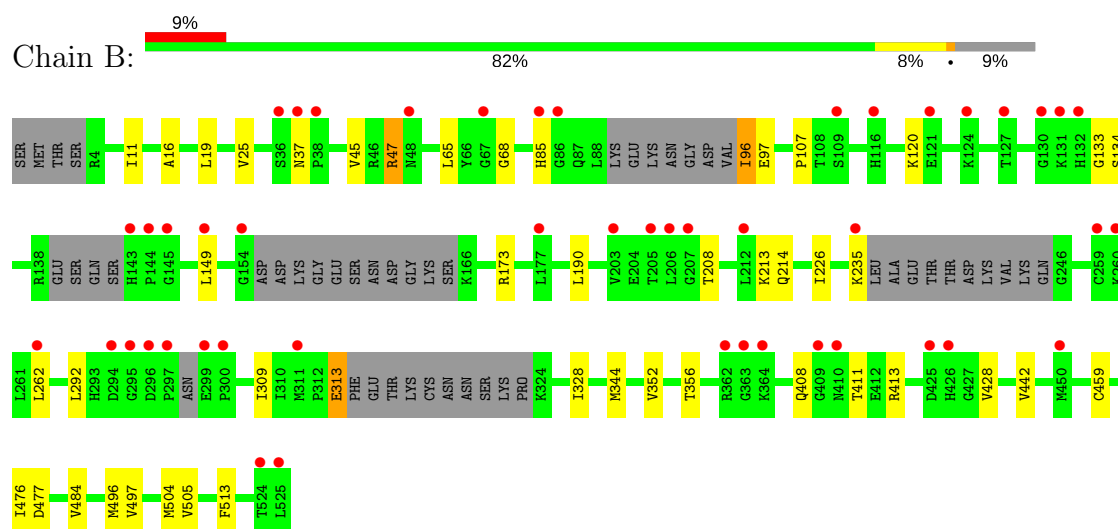 9%
Chain B:
82% 8% • 9%
SER MET THR SER R4 I11 A16 L19 V25 S36 N37 P38 V45 R46 R47 N48 L65 Y66 G67 G68 H85 G86 Q87 L88 LYS GLU LYS ASN GLY ASP VAL I96 E97 P107 T108 S109 H116 K120 E121 K124 T127 G130 K131 H132 G133 S134
R138 GLU SER GLN SER H143 P144 G145 L149 G154 ASP ASP LYS GLY GLU SER ASN ASP GLY LYS SER K166 R173 L177 L190 V203 E204 T205 L206 G207 T208 L212 K213 Q214 I226 K235 LEU ALA GLU THR THR ASP LYS VAL LYS GLN G246 C259 K260
L261 L262 L292 H293 D294 G295 D296 P297 ASN E299 P300 I309 I310 M311 P312 E313 PHE GLU THR LYS CYS ASN ASN SER LYS PRO K324 I328 M344 V352 T356 R362 G363 K364 Q408 G409 N410 T411 E412 R413 D425 H426 G427 V428 V442 M450 C459
I476 D477 V484 M496 V497 M504 V505 F513 T524 L525